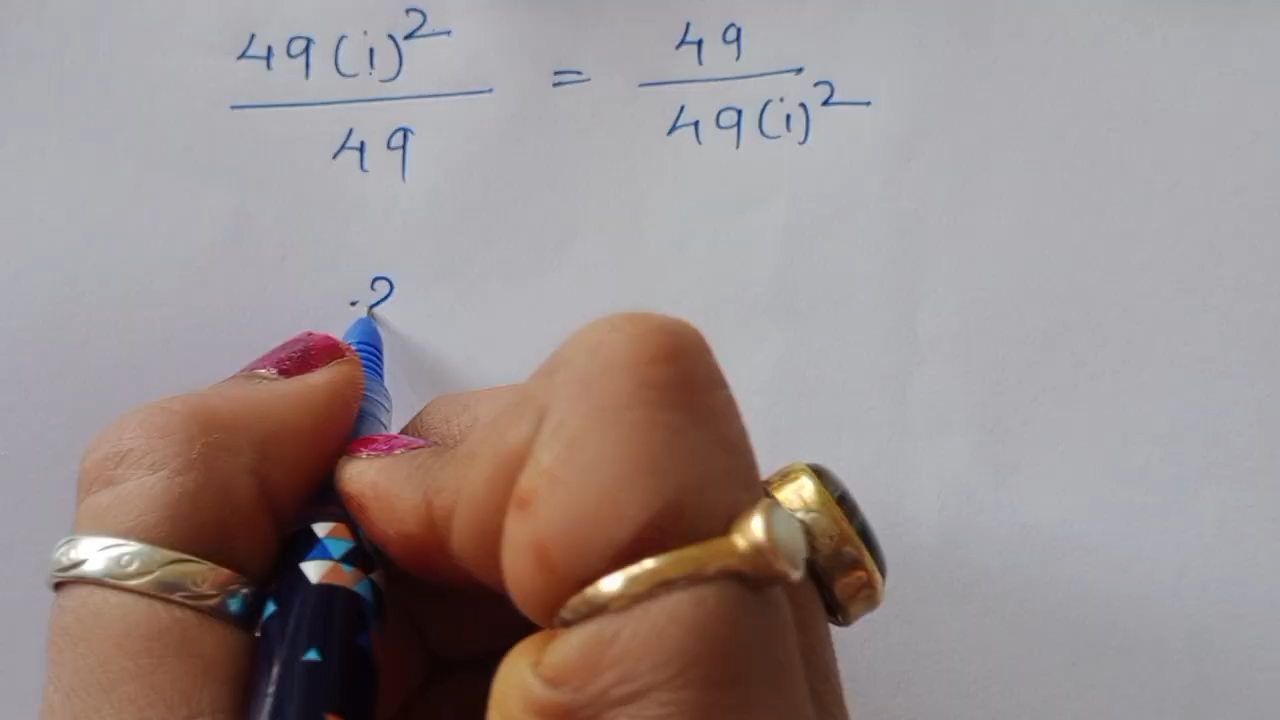 49(i)² / 49 = 49 / 49(i)²